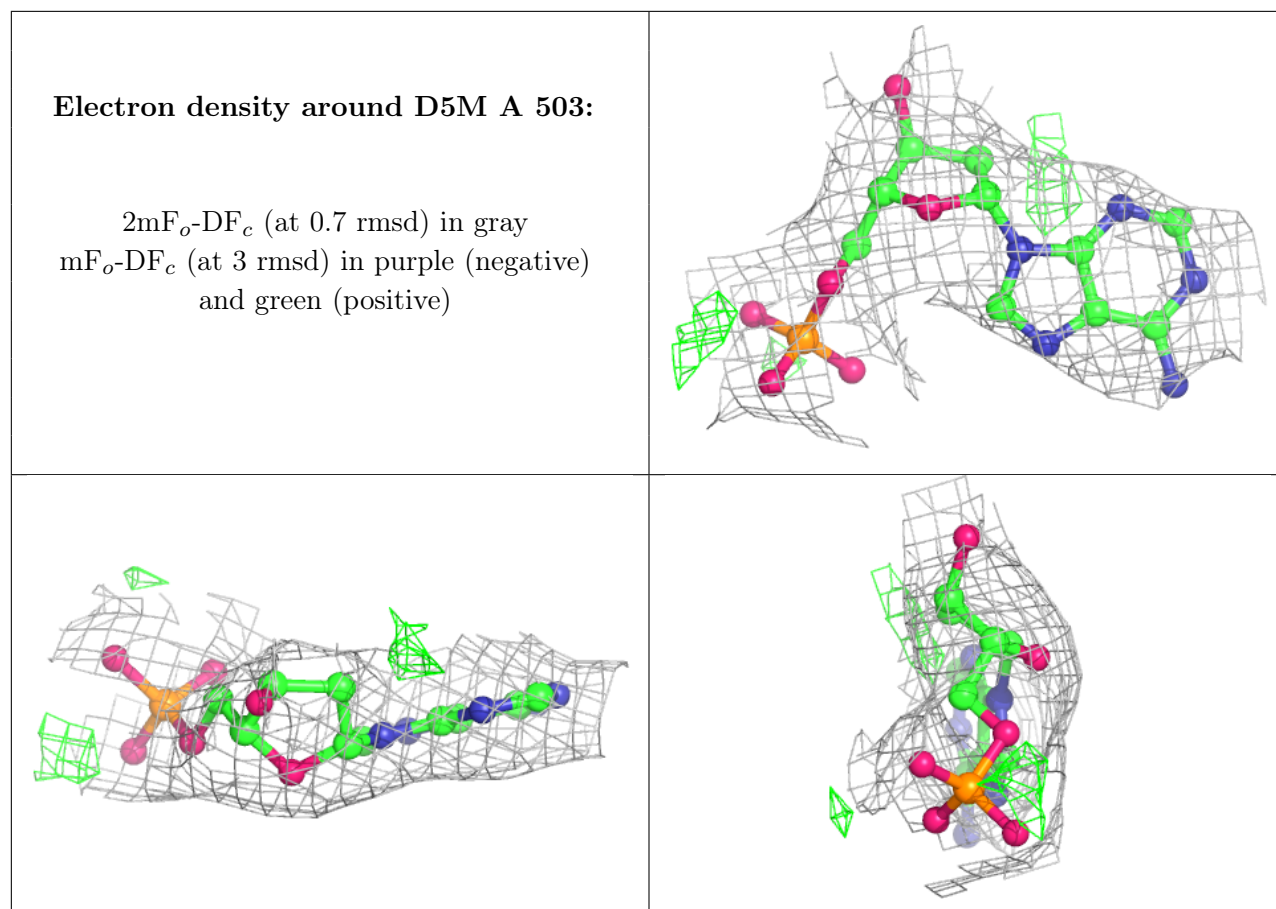 Electron density around D5M A 503:
2mFₒ-DF𝒸 (at 0.7 rmsd) in gray
mFₒ-DF𝒸 (at 3 rmsd) in purple (negative)
and green (positive)